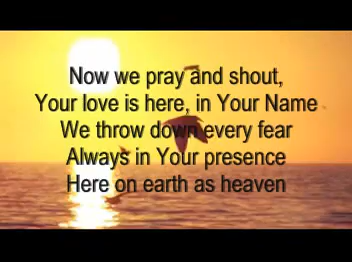 Now we pray and shout,
Your love is here, in Your Name
We throw down every fear
Always in Your presence
Here on earth as heaven